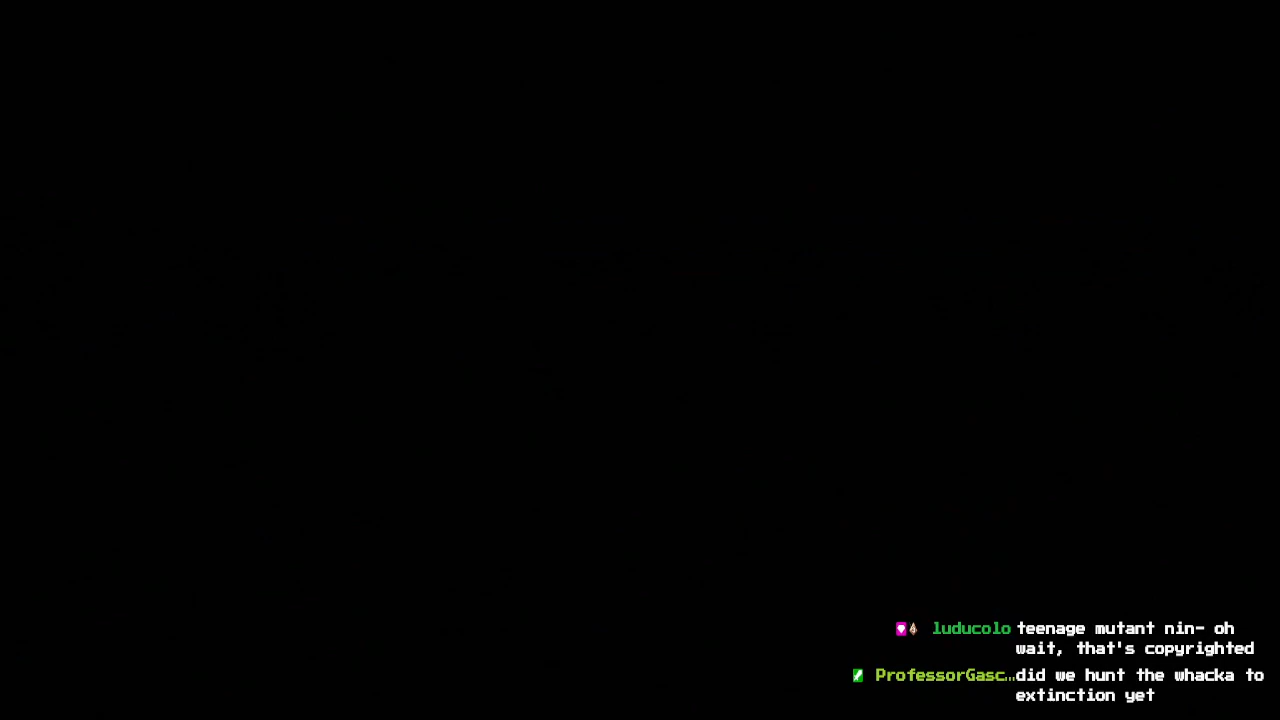 luducolo teenage mutant nin- oh
wait, that's copyrighted
ProfessorGasc… did we hunt the whacka to
extinction yet